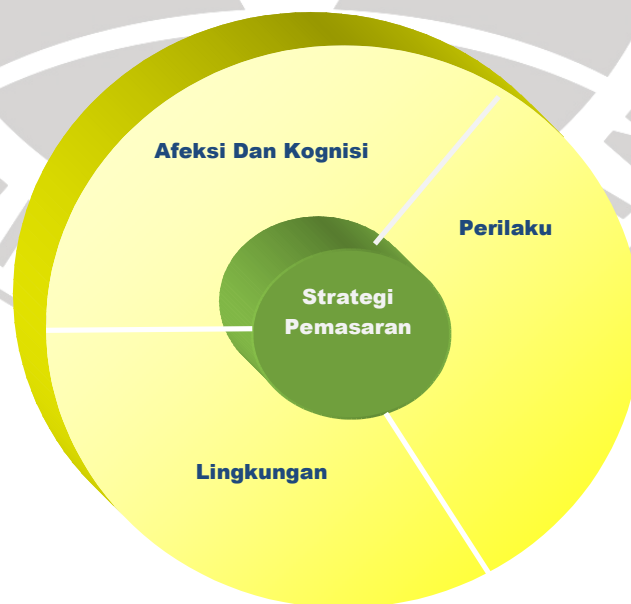 Afeksi Dan Kognisi
Perilaku
Strategi
Pemasaran
Lingkungan